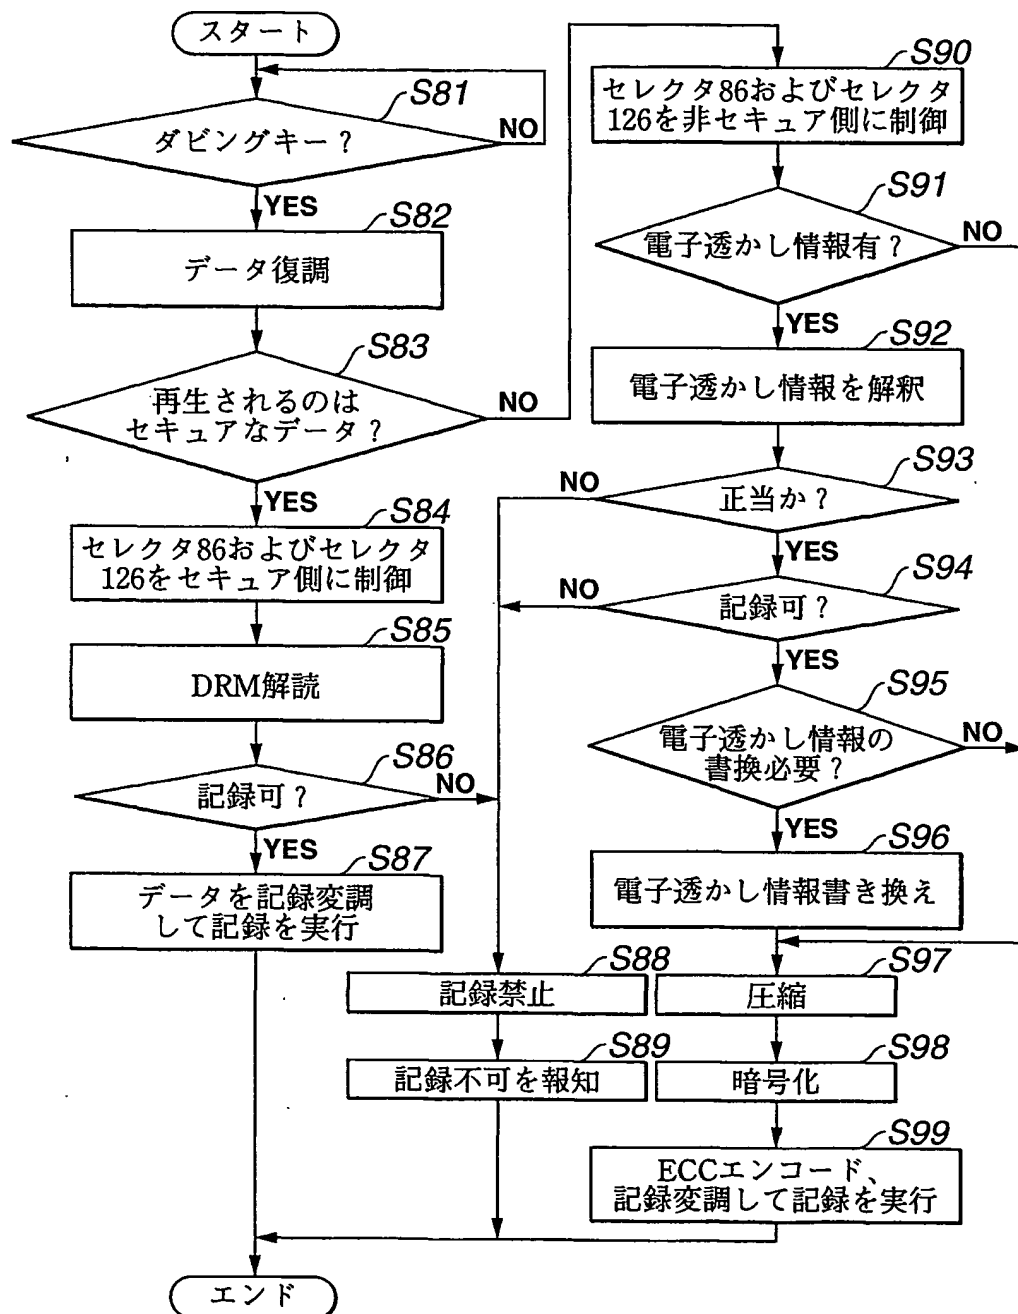 スタート
S81
ダビングキー？
NO
YES
S82
データ復調
S83
再生されるのは
セキュアなデータ？
NO
YES
S84
セレクタ86およびセレクタ
126をセキュア側に制御
S85
DRM解読
S86
記録可？
NO
YES
S87
データを記録変調
して記録を実行
S88
記録禁止
S89
記録不可を報知
S90
セレクタ86およびセレクタ
126を非セキュア側に制御
S91
電子透かし情報有？
NO
YES
S92
電子透かし情報を解釈
S93
正当か？
NO
YES
S94
記録可？
NO
YES
S95
電子透かし情報の
書換必要？
NO
YES
S96
電子透かし情報書き換え
S97
圧縮
S98
暗号化
S99
ECCエンコード、
記録変調して記録を実行
エンド